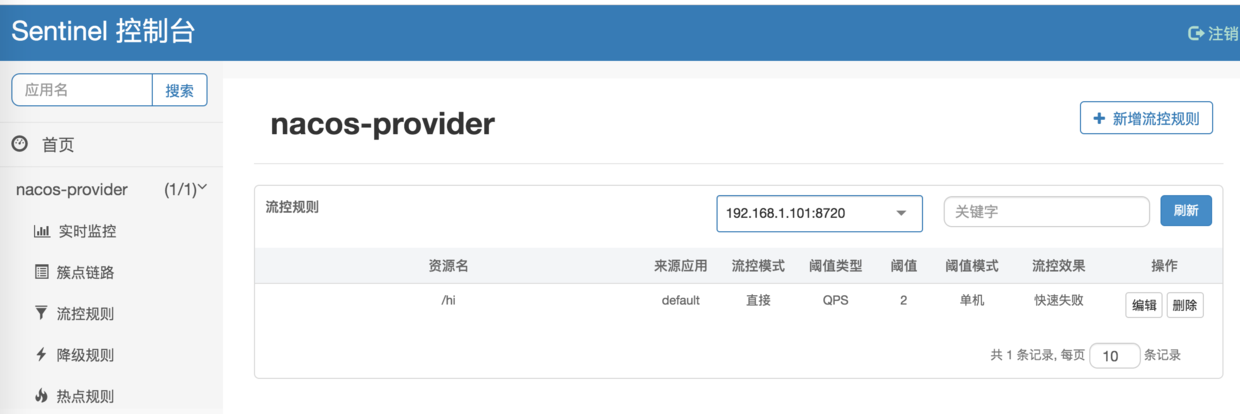 Sentinel 控制台
注销
应用名
搜索
首页
nacos-provider (1/1)
实时监控
簇点链路
流控规则
降级规则
热点规则
nacos-provider
+ 新增流控规则
流控规则 192.168.1.101:8720 关键字 刷新
资源名 来源应用 流控模式 阈值类型 阈值 阈值模式 流控效果 操作
/hi default 直接 QPS 2 单机 快速失败 编辑 删除
共 1 条记录, 每页 10 条记录